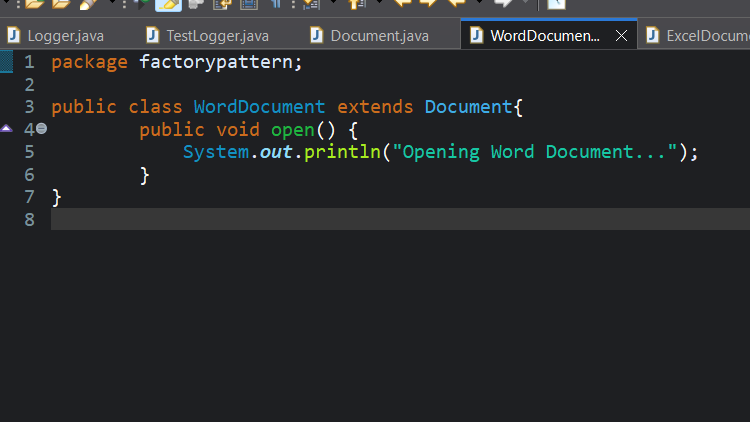 Logger.java TestLogger.java Document.java WordDocumen... ExcelDocum
1 package factorypattern;
2
3 public class WordDocument extends Document{
4 public void open() {
5 System.out.println("Opening Word Document...");
6 }
7 }
8